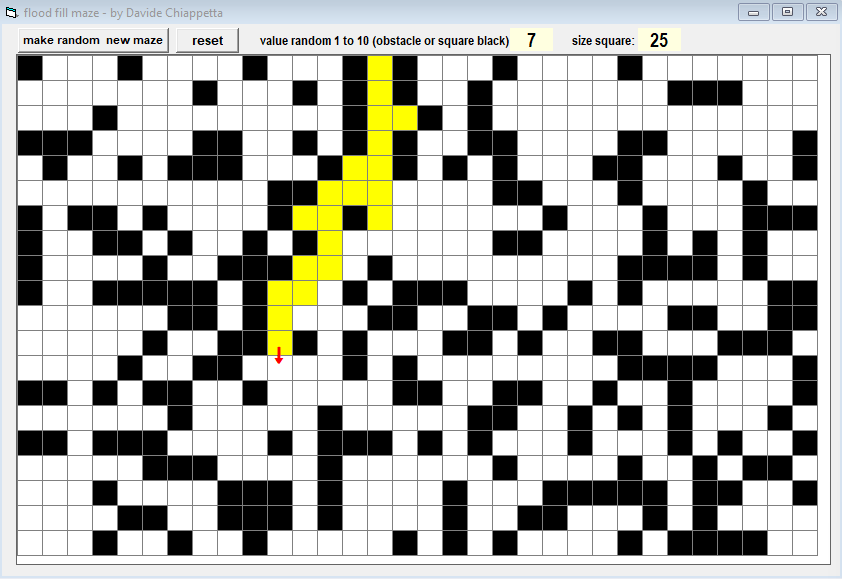 flood fill maze - by Davide Chiappetta
make random new maze reset value random 1 to 10 (obstacle or square black) 7 size square: 25